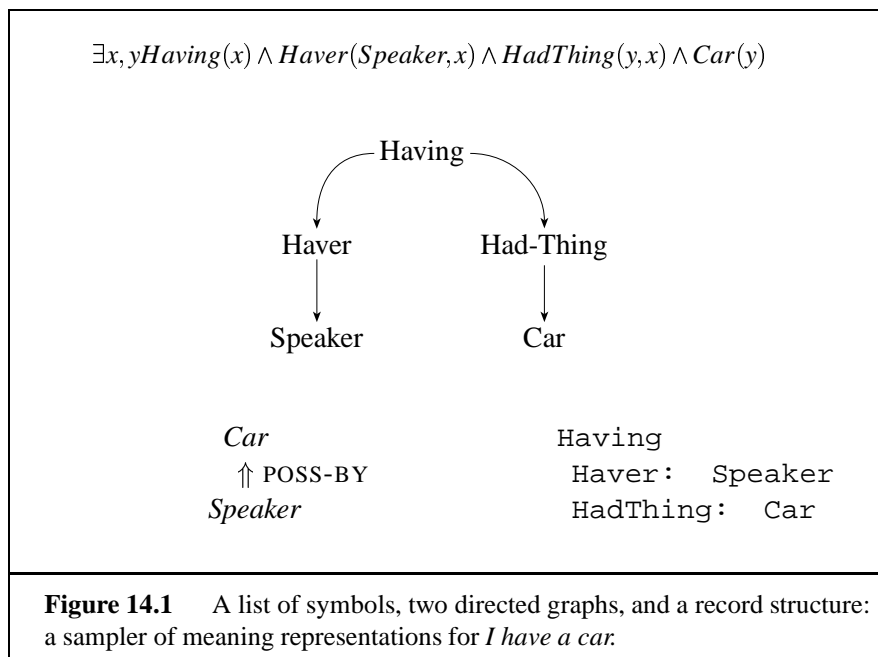 ∃x, yHaving(x) ∧ Haver(Speaker, x) ∧ HadThing(y, x) ∧ Car(y)
Having
Haver Had-Thing
Speaker Car
Car
⇑ POSS-BY
Speaker
Having
Haver: Speaker
HadThing: Car
Figure 14.1 A list of symbols, two directed graphs, and a record structure:
a sampler of meaning representations for I have a car.